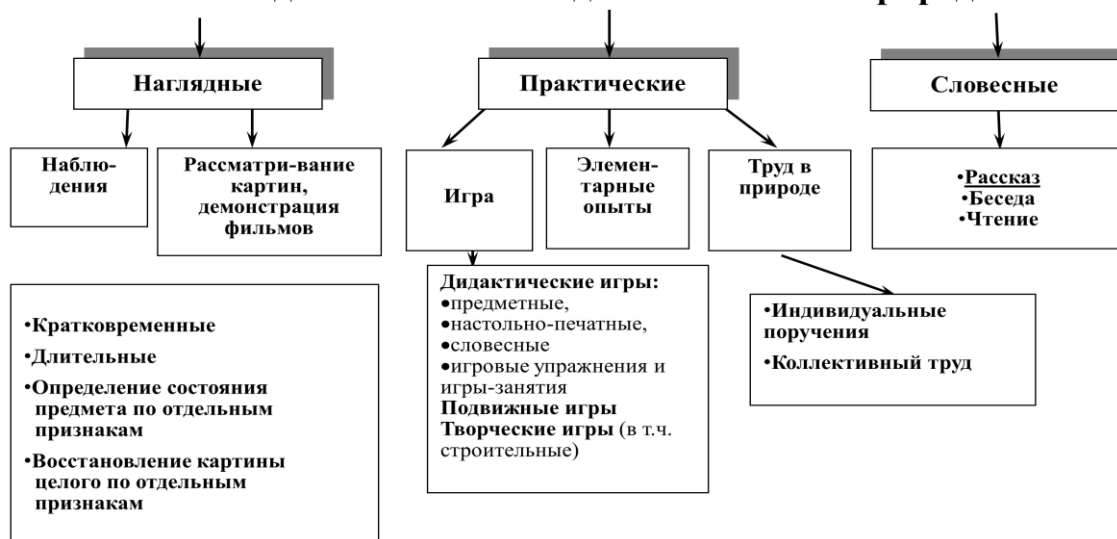 Наглядные
Практические
Словесные
Наблю-
дения
Рассматри-вание
картин,
демонстрация
фильмов
Игра
Элемен-
тарные
опыты
Труд в
природе
•Рассказ
•Беседа
•Чтение
•Кратковременные
•Длительные
•Определение состояния
предмета по отдельным
признакам
•Восстановление картины
целого по отдельным
признакам
Дидактические игры:
•предметные,
•настольно-печатные,
•словесные
•игровые упражнения и
игры-занятия
Подвижные игры
Творческие игры (в т.ч.
строительные)
•Индивидуальные
поручения
•Коллективный труд